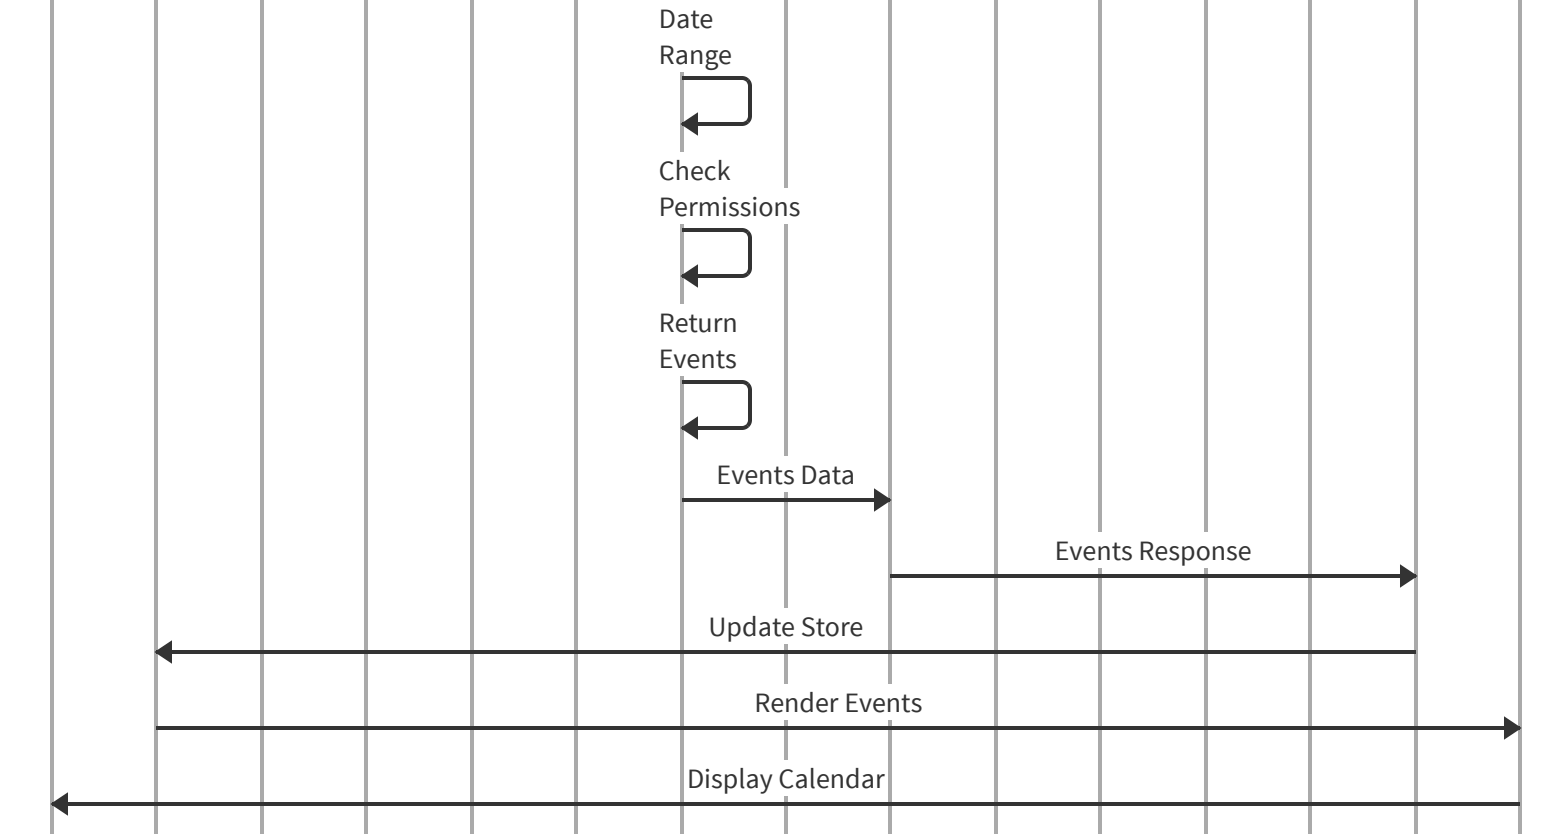 Date
Range
Check
Permissions
Return
Events
Events Data
Events Response
Update Store
Render Events
Display Calendar